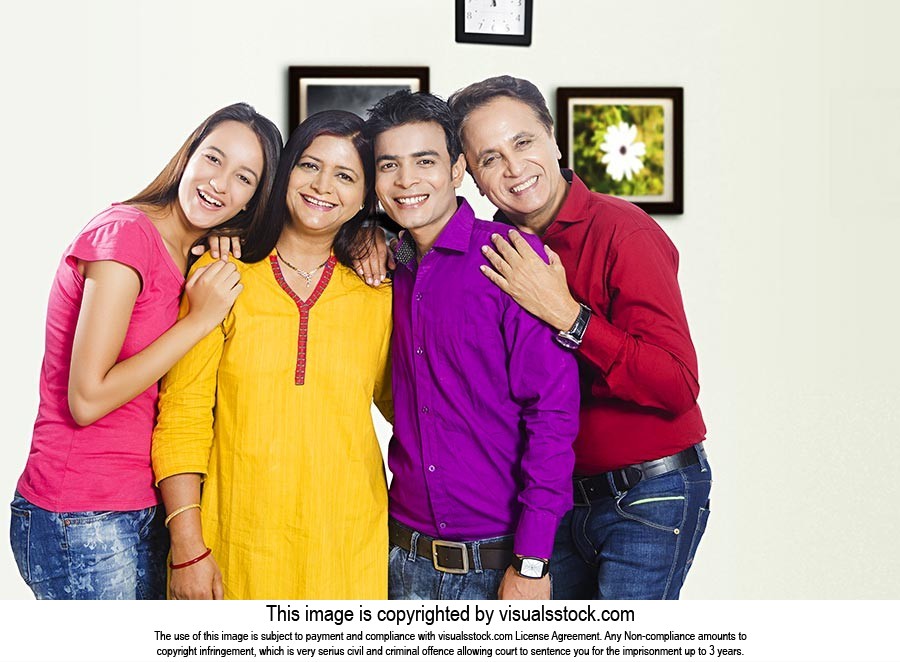 This image is copyrighted by visualsstock.com
The use of this image is subject to payment and compliance with visualsstock.com License Agreement. Any Non-compliance amounts to
copyright infringement, which is very serius civil and criminal offence allowing court to sentence you for the imprisonment up to 3 years.